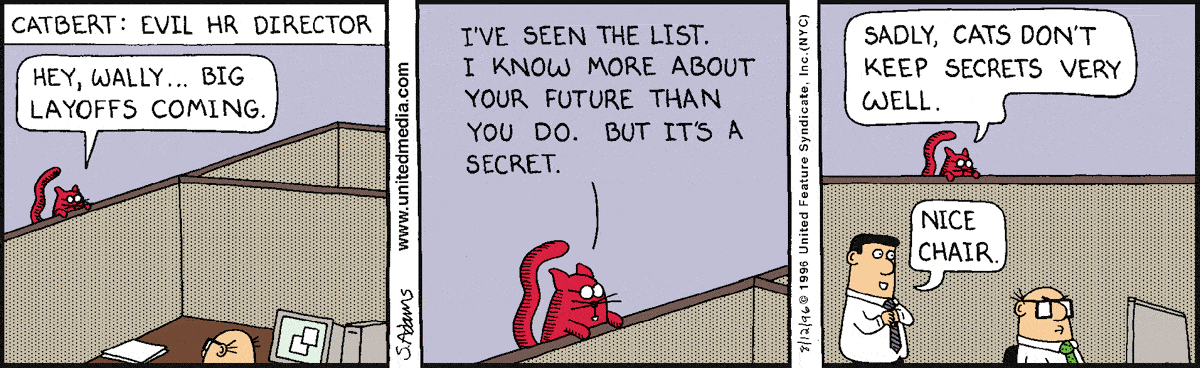 CATBERT: EVIL HR DIRECTOR
HEY, WALLY... BIG
LAYOFFS COMING.
S.Adams
www.unitedmedia.com
I'VE SEEN THE LIST.
I KNOW MORE ABOUT
YOUR FUTURE THAN
YOU DO. BUT IT'S A
SECRET.
8/12/96 © 1996 United Feature Syndicate, Inc.(NYC)
SADLY, CATS DON'T
KEEP SECRETS VERY
WELL.
NICE
CHAIR.